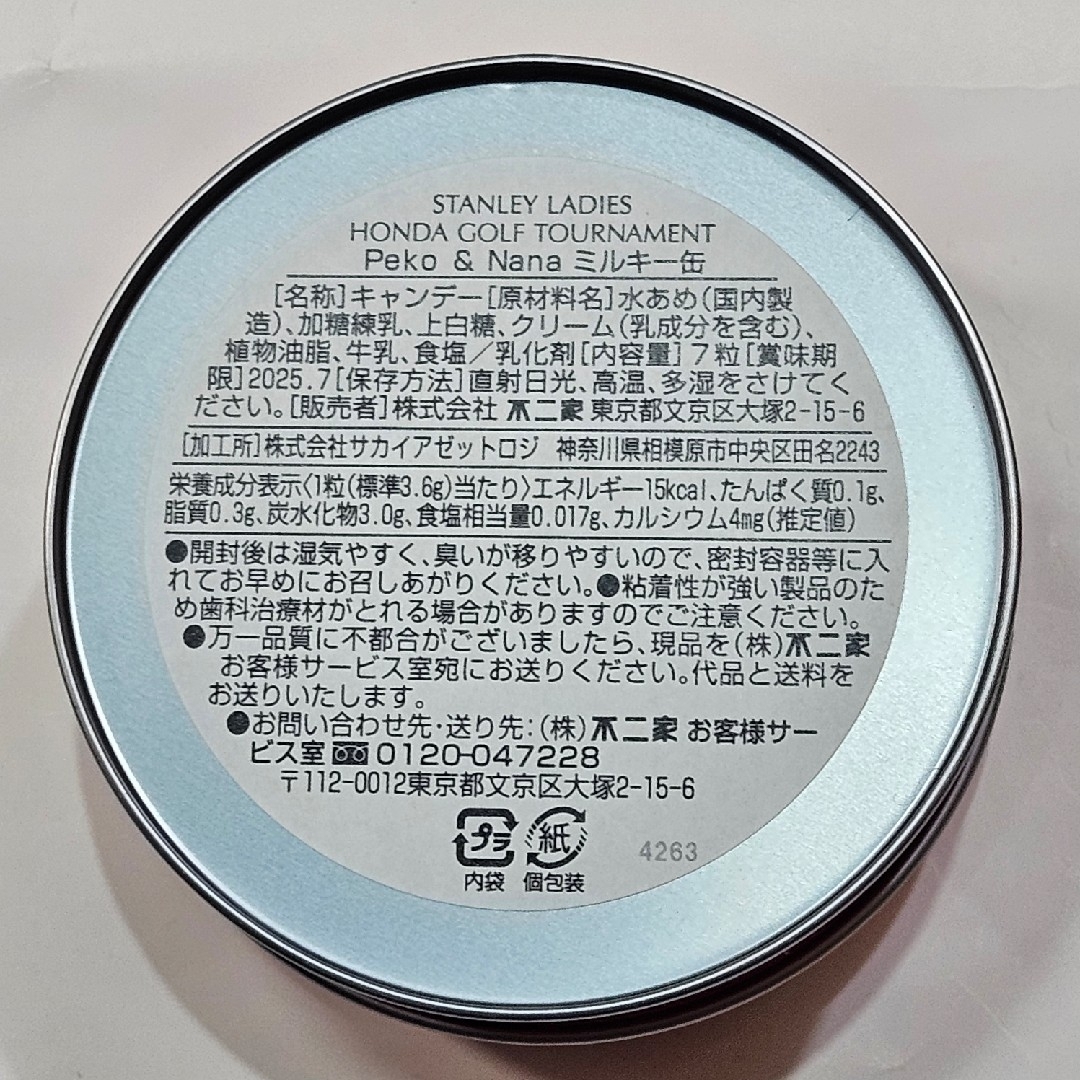 STANLEY LADIES
HONDA GOLF TOURNAMENT
Peko & Nana ミルキー缶
[名称]キャンデー[原材料名]水あめ(国内製
造)、加糖練乳、上白糖、クリーム(乳成分を含む)、
植物油脂、牛乳、食塩/乳化剤[内容量]7粒[賞味期
限]2025.7[保存方法]直射日光、高温、多湿をさけてく
ださい。[販売者]株式会社 不二家 東京都文京区大塚2-15-6
[加工所]株式会社サカイアゼットロジ 神奈川県相模原市中央区田名2243
栄養成分表示〈1粒(標準3.6g)当たり〉エネルギー15kcal、たんぱく質0.1g、
脂質0.3g、炭水化物3.0g、食塩相当量0.017g、カルシウム4mg(推定値)
●開封後は湿気やすく、臭いが移りやすいので、密封容器等に入
れてお早めにお召しあがりください。●粘着性が強い製品のた
め歯科治療材がとれる場合がありますのでご注意ください。
●万一品質に不都合がございましたら、現品を(株)不二家
お客様サービス室宛にお送りください。代品と送料を
お送りいたします。
●お問い合わせ先・送り先:(株)不二家 お客様サー
ビス室 0120-047228
〒112-0012東京都文京区大塚2-15-6
プラ 紙
内袋 個包装
4263